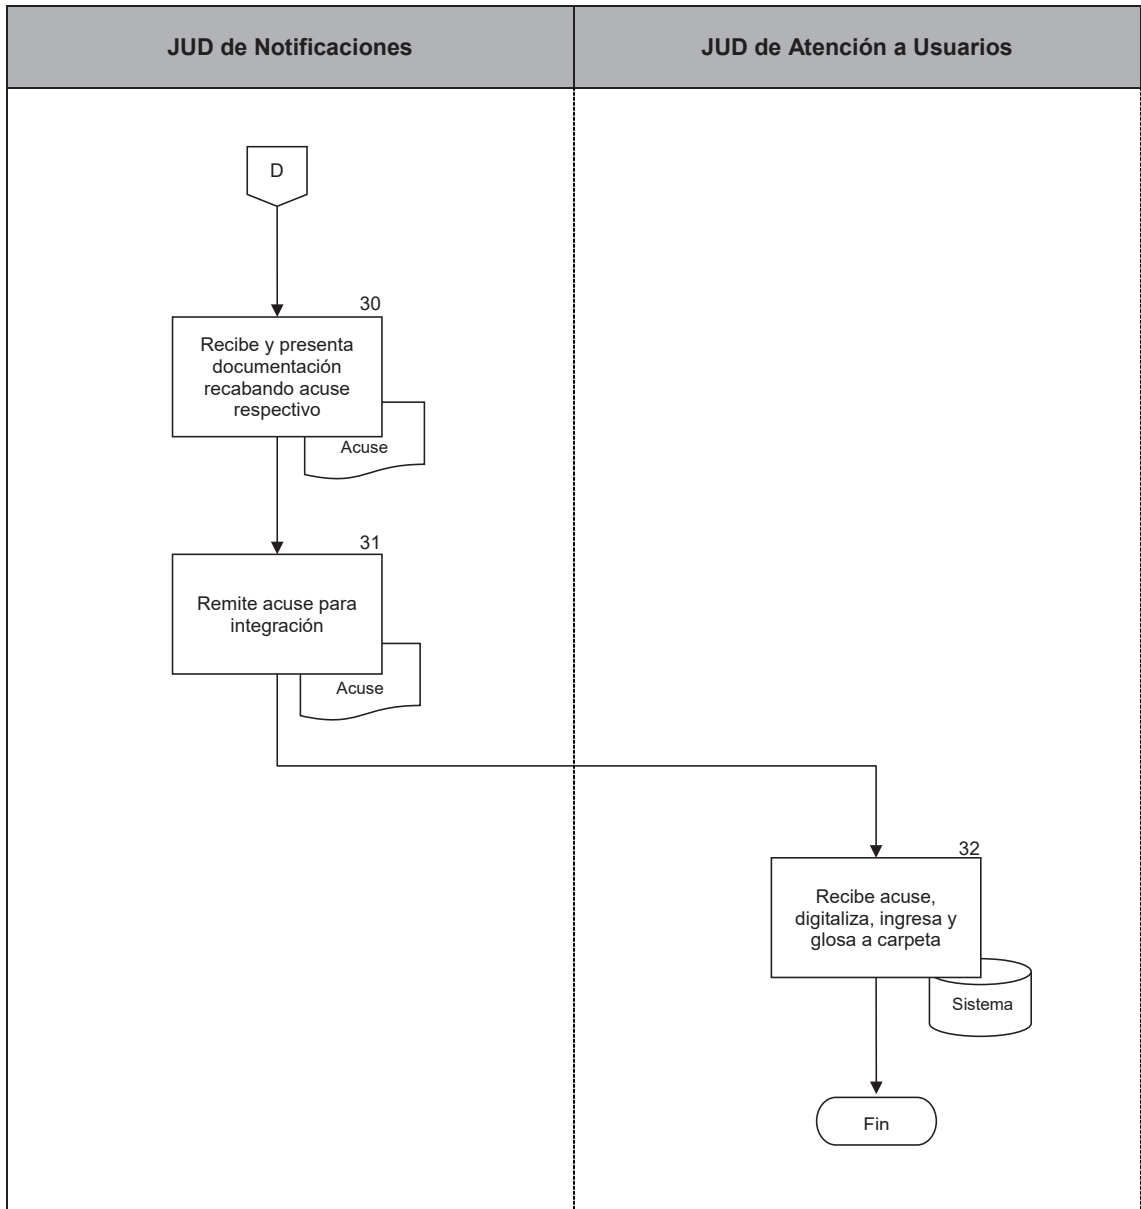 JUD de Notificaciones
JUD de Atención a Usuarios
D
30
Recibe y presenta
documentación
recabando acuse
respectivo
Acuse
31
Remite acuse para
integración
Acuse
32
Recibe acuse,
digitaliza, ingresa y
glosa a carpeta
Sistema
Fin